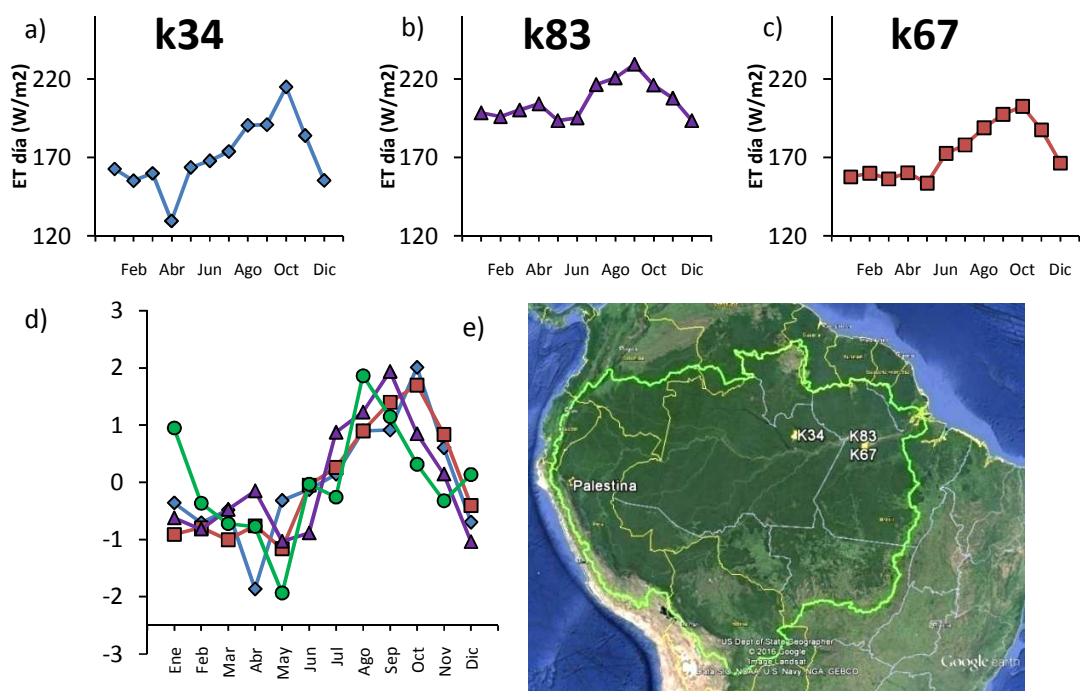 a) k34
ET día (W/m2)
220
170
120
Feb Abr Jun Ago Oct Dic
b) k83
ET día (W/m2)
220
170
120
Feb Abr Jun Ago Oct Dic
c) k67
ET día (W/m2)
220
170
120
Feb Abr Jun Ago Oct Dic
d)
3
2
1
0
-1
-2
-3
Ene Feb Mar Abr May Jun Jul Ago Sep Oct Nov Dic
e)
K34
K83
K67
Palestina
US Dept of State Geographer
© 2016 Google
Image Landsat
Data SIO, NOAA, U.S. Navy, NGA, GEBCO
Google earth